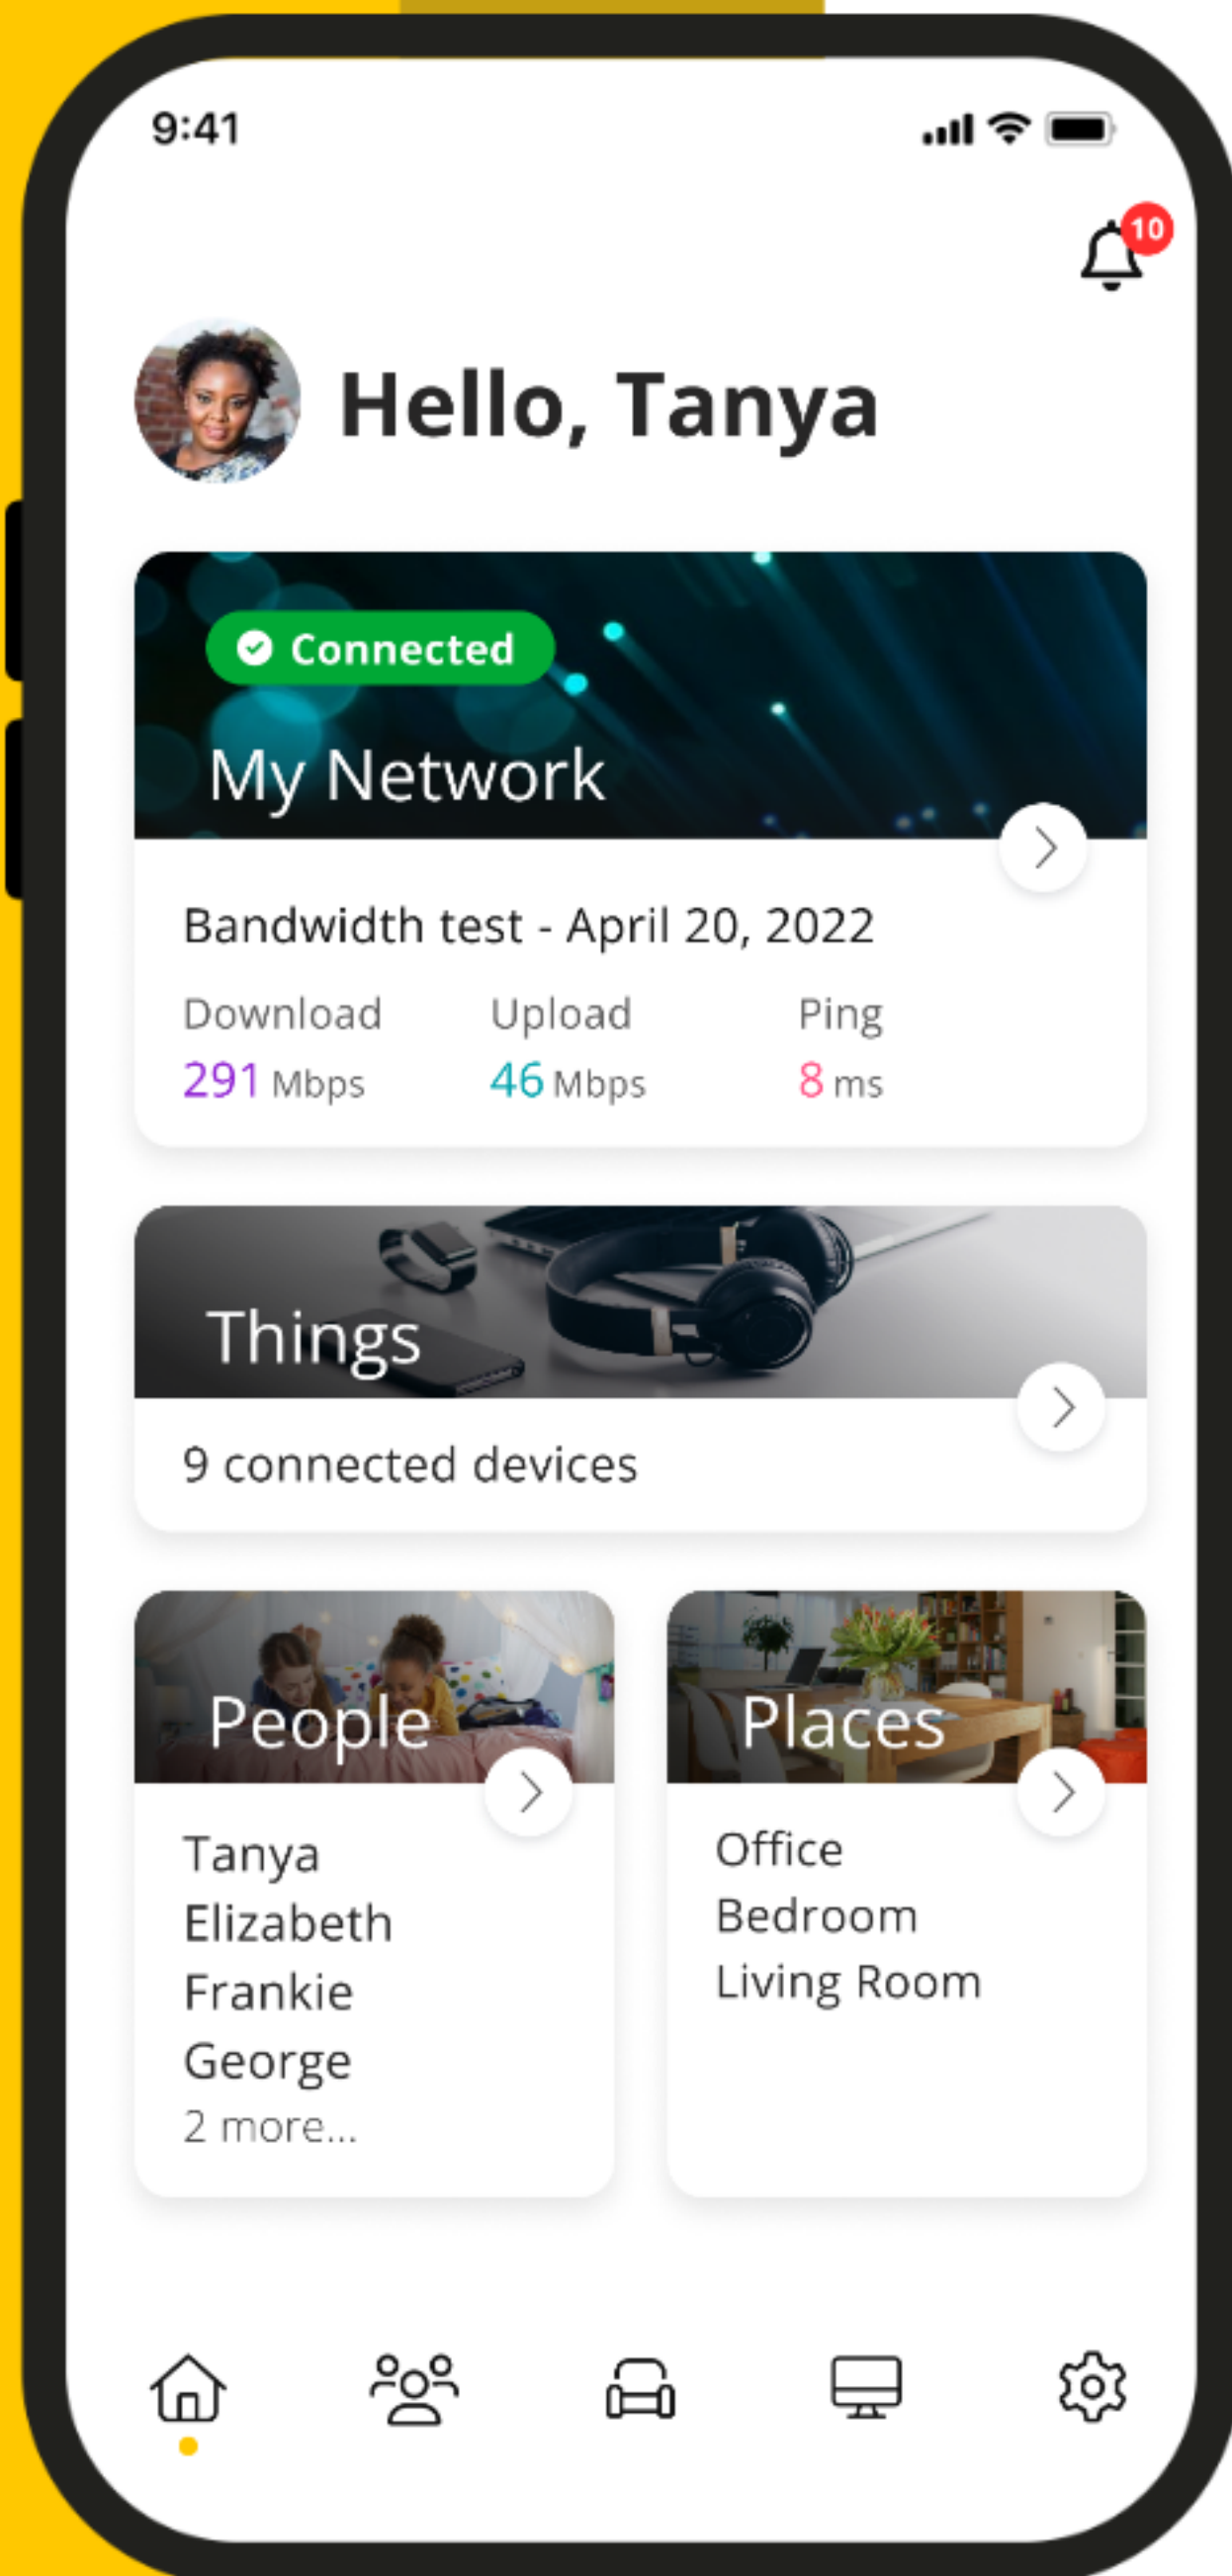 9:41
10
Hello, Tanya
Connected
My Network
Bandwidth test - April 20, 2022
Download Upload Ping
291 Mbps 46 Mbps 8 ms
Things
9 connected devices
People
Tanya
Elizabeth
Frankie
George
2 more...
Places
Office
Bedroom
Living Room